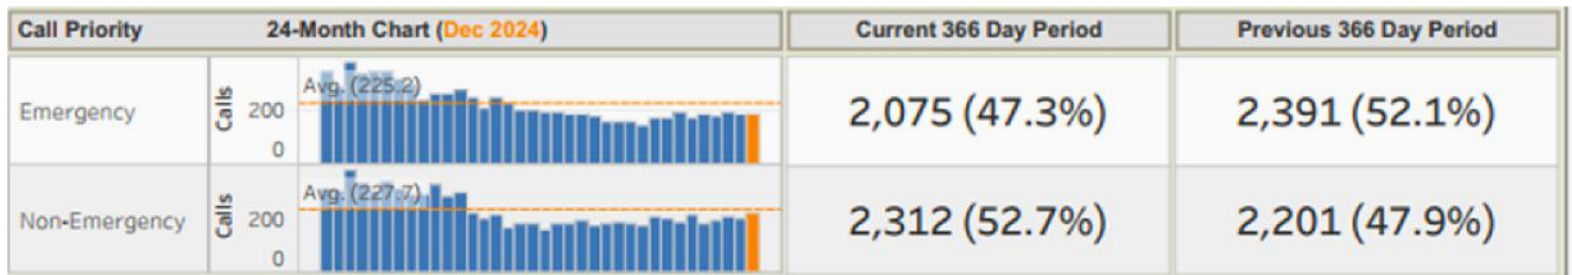 Call Priority 24-Month Chart (Dec 2024) Current 366 Day Period Previous 366 Day Period
Emergency Calls 200 0 Avg. (225.2) 2,075 (47.3%) 2,391 (52.1%)
Non-Emergency Calls 200 0 Avg. (227.7) 2,312 (52.7%) 2,201 (47.9%)